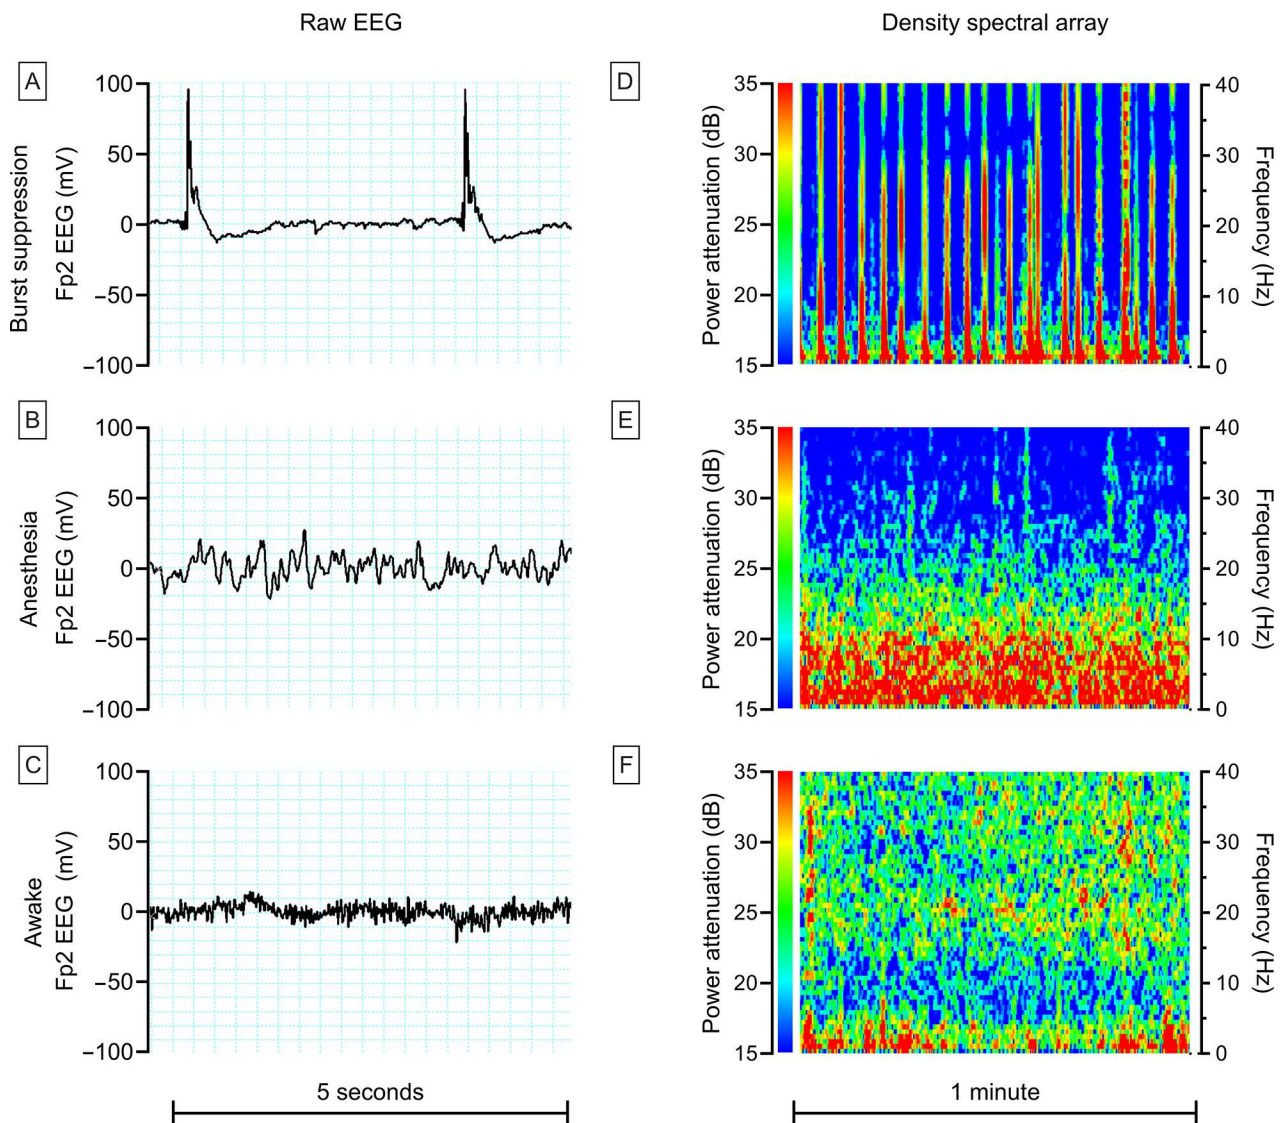 Raw EEG
Density spectral array
A
Burst suppression
Fp2 EEG (mV)
100
50
0
−50
−100
D
Power attenuation (dB)
35
30
25
20
15
40
30
20
10
0
Frequency (Hz)
B
Anesthesia
Fp2 EEG (mV)
100
50
0
−50
−100
E
Power attenuation (dB)
35
30
25
20
15
40
30
20
10
0
Frequency (Hz)
C
Awake
Fp2 EEG (mV)
100
50
0
−50
−100
F
Power attenuation (dB)
35
30
25
20
15
40
30
20
10
0
Frequency (Hz)
5 seconds
1 minute